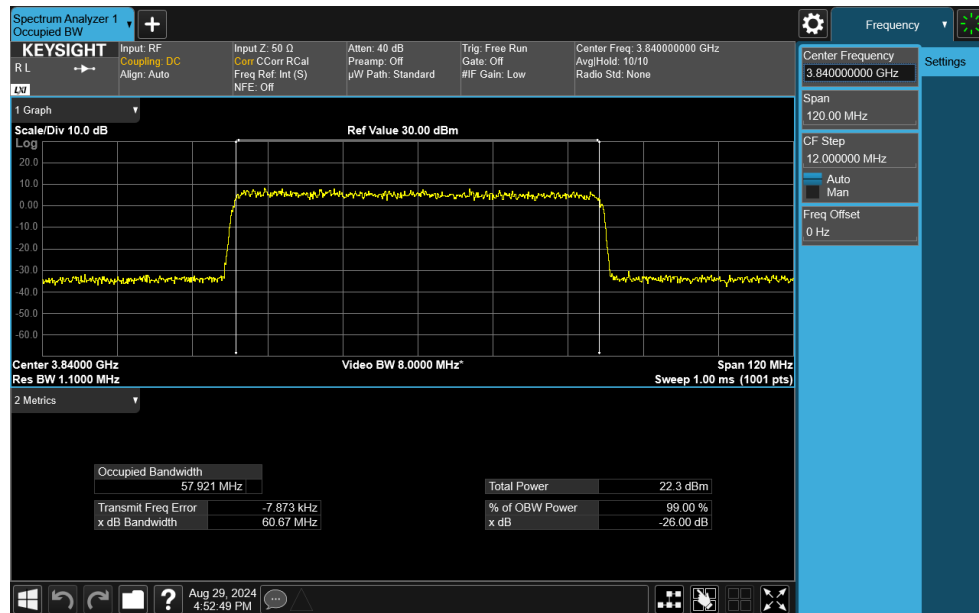 Spectrum Analyzer 1
Occupied BW
+
Frequency
KEYSIGHT
R L
LXI
Input: RF
Coupling: DC
Align: Auto
Input Z: 50 Ω
Corr CCorr RCal
Freq Ref: Int (S)
NFE: Off
Atten: 40 dB
Preamp: Off
µW Path: Standard
Trig: Free Run
Gate: Off
#IF Gain: Low
Center Freq: 3.840000000 GHz
Avg|Hold: 10/10
Radio Std: None
Center Frequency
3.840000000 GHz
Settings
Span
120.00 MHz
CF Step
12.000000 MHz
Auto
Man
Freq Offset
0 Hz
1 Graph
Scale/Div 10.0 dB
Ref Value 30.00 dBm
Log
20.0
10.0
0.00
-10.0
-20.0
-30.0
-40.0
-50.0
-60.0
Center 3.84000 GHz
Video BW 8.0000 MHz*
Span 120 MHz
Res BW 1.1000 MHz
Sweep 1.00 ms (1001 pts)
2 Metrics
Occupied Bandwidth
57.921 MHz
Total Power 22.3 dBm
Transmit Freq Error -7.873 kHz
% of OBW Power 99.00 %
x dB Bandwidth 60.67 MHz
x dB -26.00 dB
?
Aug 29, 2024
4:52:49 PM